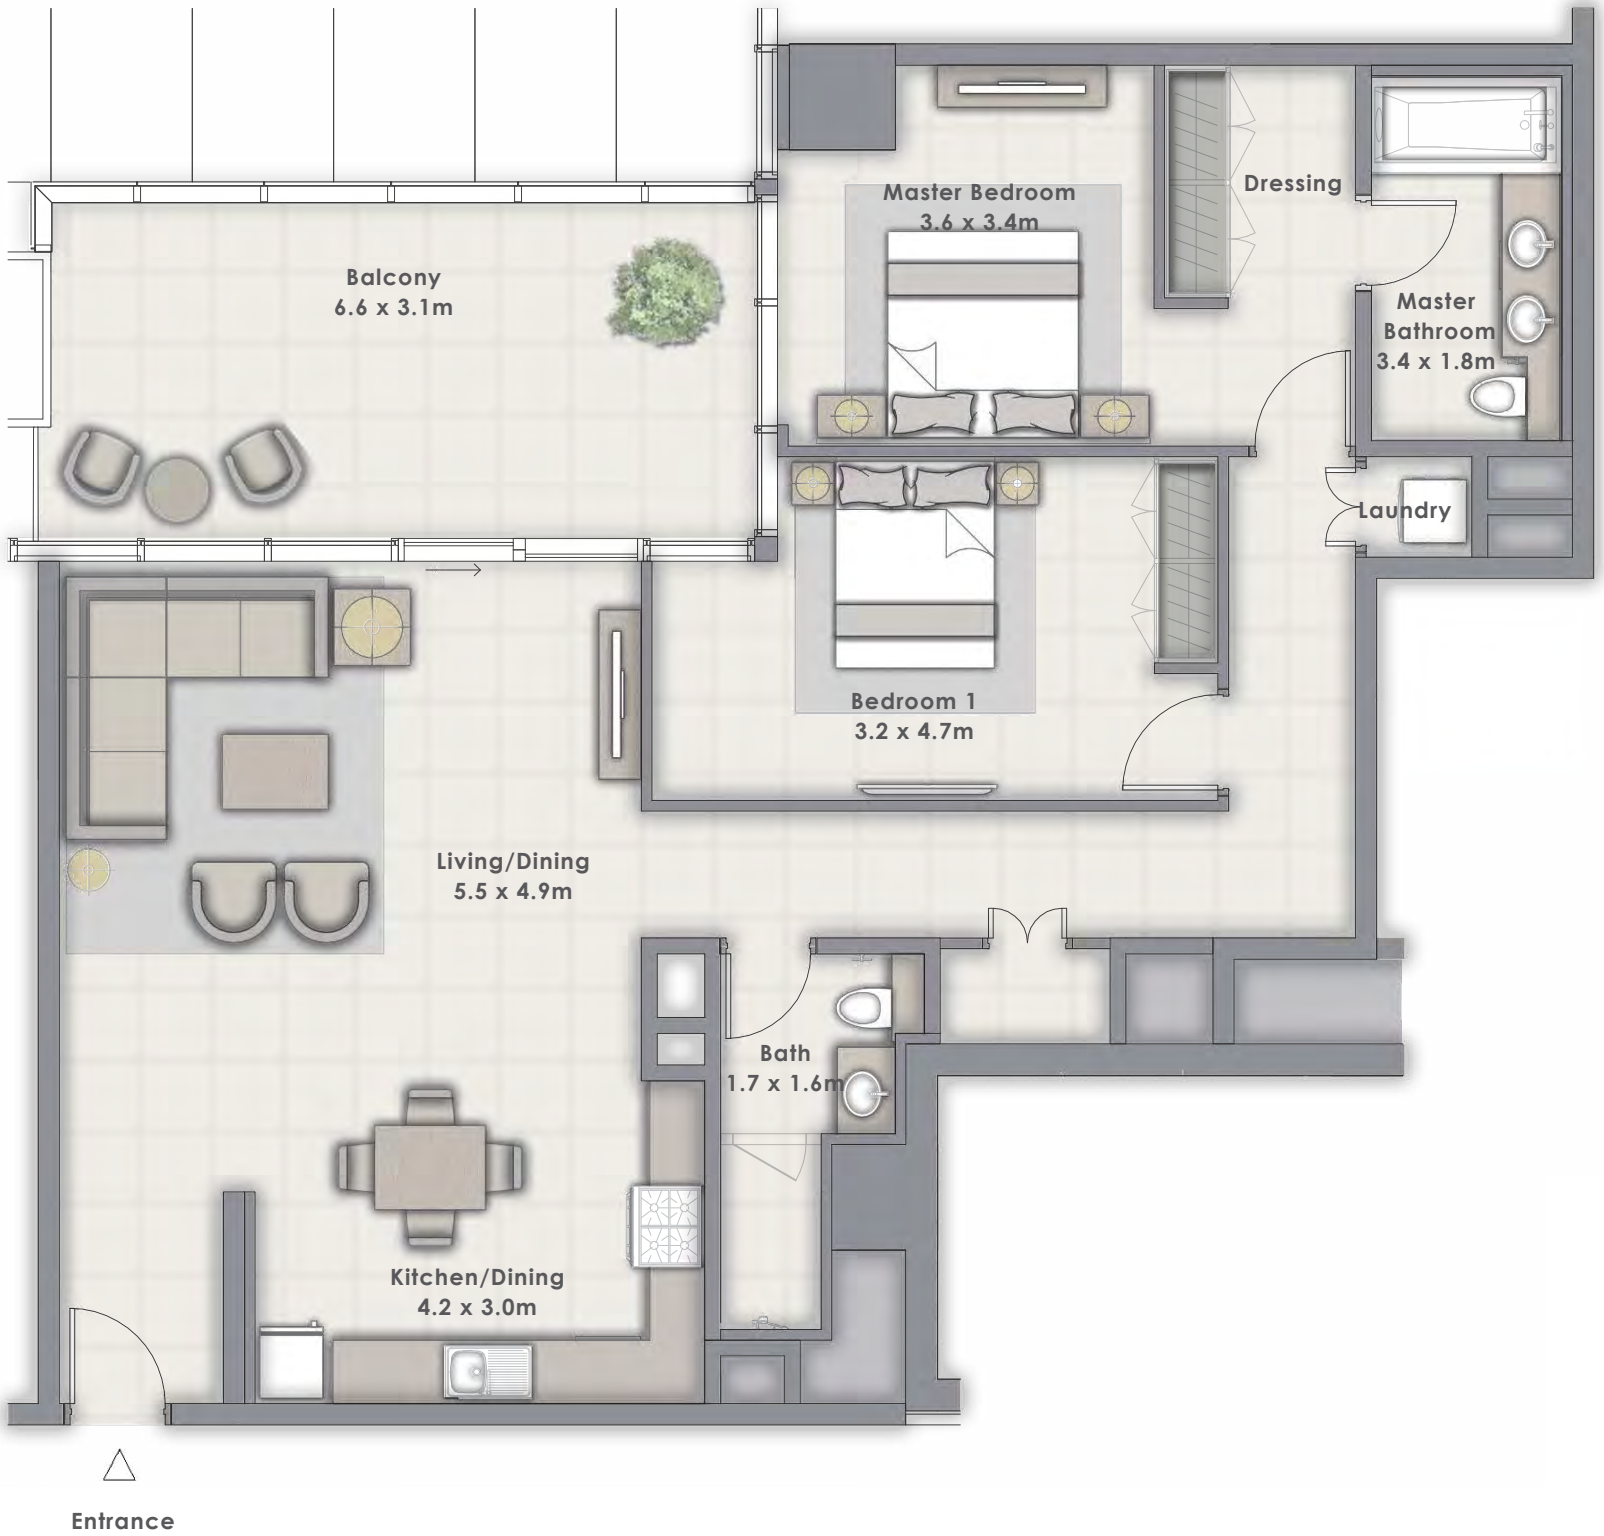 Master Bedroom
3.6 x 3.4m
Dressing
Balcony
6.6 x 3.1m
Master
Bathroom
3.4 x 1.8m
Laundry
Bedroom 1
3.2 x 4.7m
Living/Dining
5.5 x 4.9m
Bath
1.7 x 1.6m
Kitchen/Dining
4.2 x 3.0m
Entrance